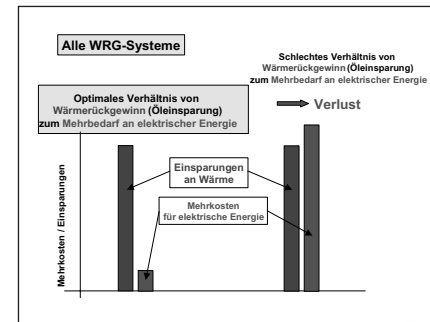 Alle WRG-Systeme
Schlechtes Verhältnis von
Wärmerückgewinn (Öleinsparung)
zum Mehrbedarf an elektrischer Energie
Verlust
Optimales Verhältnis von
Wärmerückgewinn (Öleinsparung)
zum Mehrbedarf an elektrischer Energie
Einsparungen
an Wärme
Mehrkosten
für elektrische Energie
Mehrkosten / Einsparungen